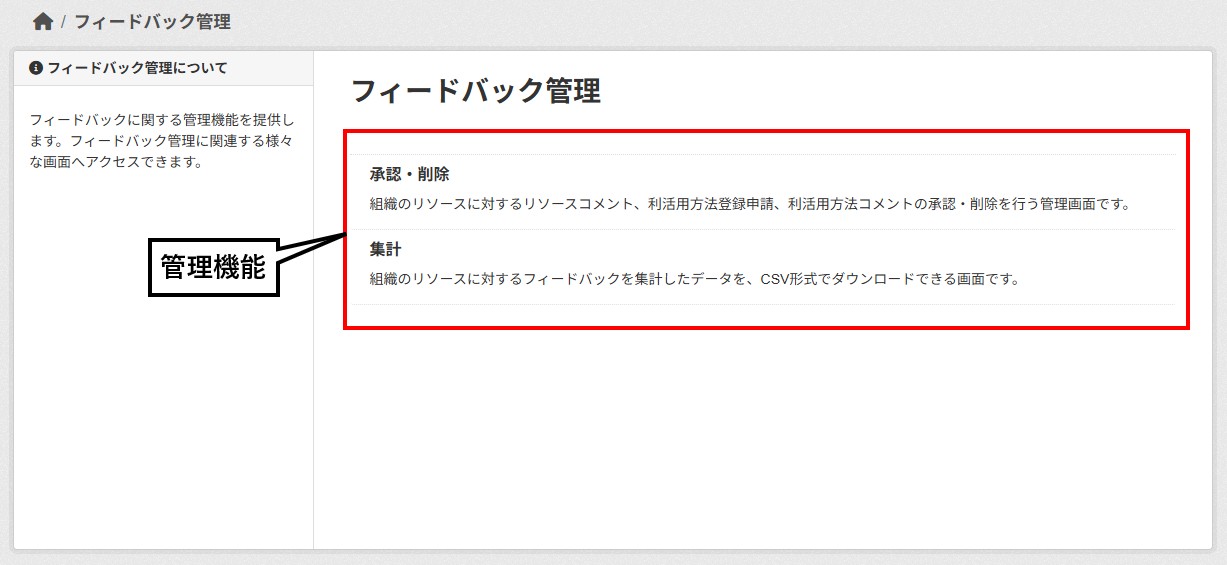 / フィードバック管理
フィードバック管理について
フィードバックに関する管理機能を提供し
ます。フィードバック管理に関連する様々
な画面へアクセスできます。
フィードバック管理
承認・削除
組織のリソースに対するリソースコメント、利活用方法登録申請、利活用方法コメントの承認・削除を行う管理画面です。
集計
組織のリソースに対するフィードバックを集計したデータを、CSV形式でダウンロードできる画面です。
管理機能